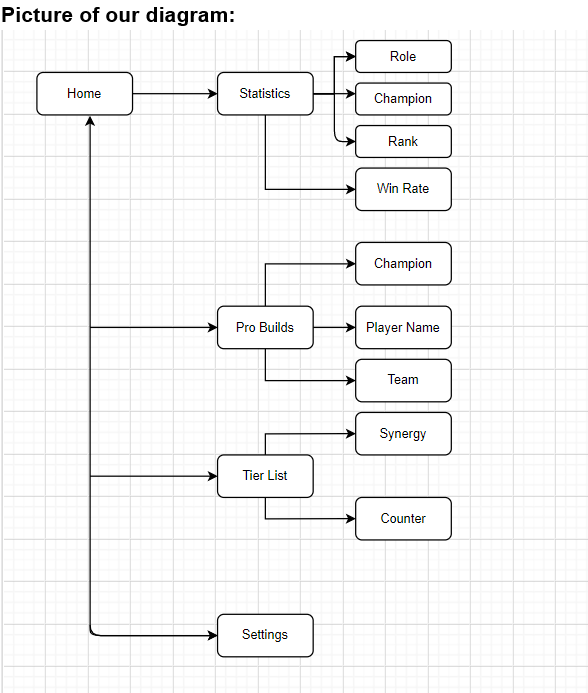 Picture of our diagram:
Home
Statistics
Role
Champion
Rank
Win Rate
Pro Builds
Champion
Player Name
Team
Tier List
Synergy
Counter
Settings